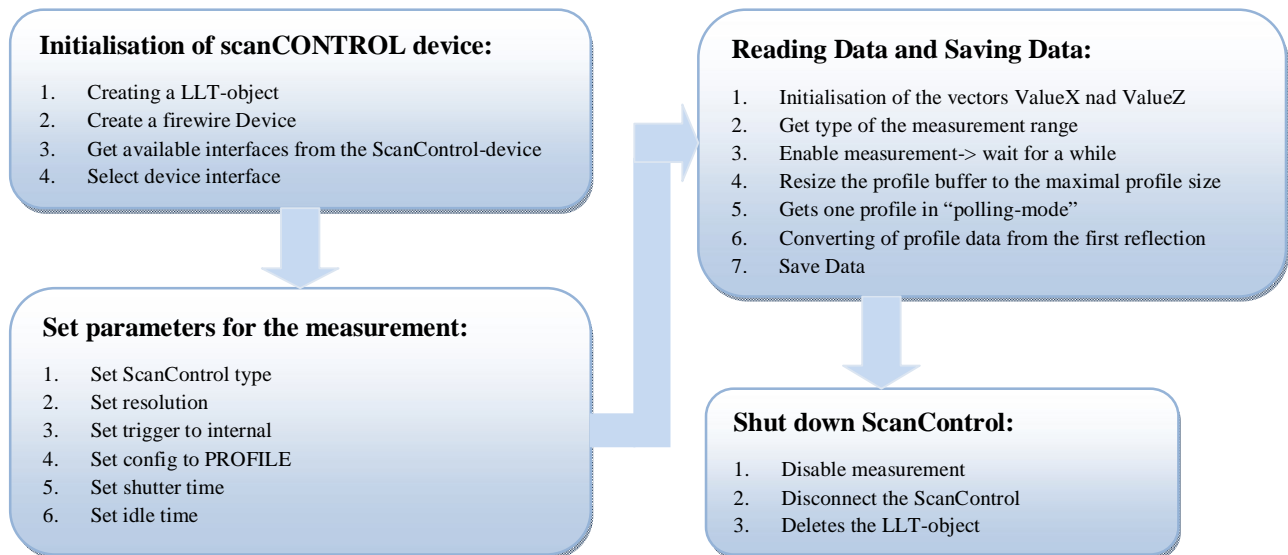 Initialisation of scanCONTROL device:
1. Creating a LLT-object
2. Create a firewire Device
3. Get available interfaces from the ScanControl-device
4. Select device interface
Set parameters for the measurement:
1. Set ScanControl type
2. Set resolution
3. Set trigger to internal
4. Set config to PROFILE
5. Set shutter time
6. Set idle time
Reading Data and Saving Data:
1. Initialisation of the vectors ValueX nad ValueZ
2. Get type of the measurement range
3. Enable measurement-> wait for a while
4. Resize the profile buffer to the maximal profile size
5. Gets one profile in “polling-mode”
6. Converting of profile data from the first reflection
7. Save Data
Shut down ScanControl:
1. Disable measurement
2. Disconnect the ScanControl
3. Deletes the LLT-object